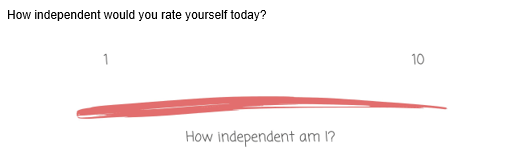 How independent would you rate yourself today?
1 10
How independent am I?